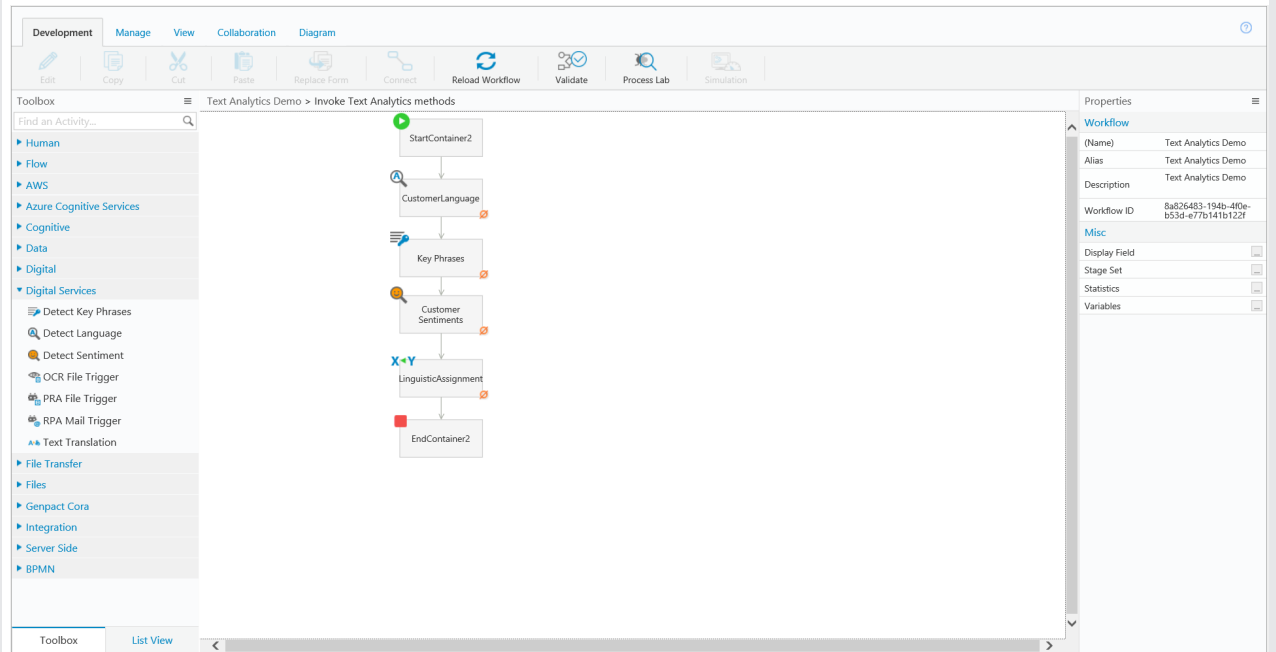 Development Manage View Collaboration Diagram
Edit Copy Cut Paste Replace Form Connect Reload Workflow Validate Process Lab Simulation
Toolbox
Find an Activity...
Human
Flow
AWS
Azure Cognitive Services
Cognitive
Data
Digital
Digital Services
Detect Key Phrases
Detect Language
Detect Sentiment
OCR File Trigger
PRA File Trigger
RPA Mail Trigger
Text Translation
File Transfer
Files
Genpact Cora
Integration
Server Side
BPMN
Toolbox List View
Text Analytics Demo > Invoke Text Analytics methods
StartContainer2
CustomerLanguage
Key Phrases
Customer
Sentiments
X Y
LinguisticAssignment
EndContainer2
Properties
Workflow
(Name) Text Analytics Demo
Alias Text Analytics Demo
Description Text Analytics Demo
Workflow ID 8a826483-194b-4f0e-
b53d-e77b141b122f
Misc
Display Field ...
Stage Set ...
Statistics ...
Variables ...